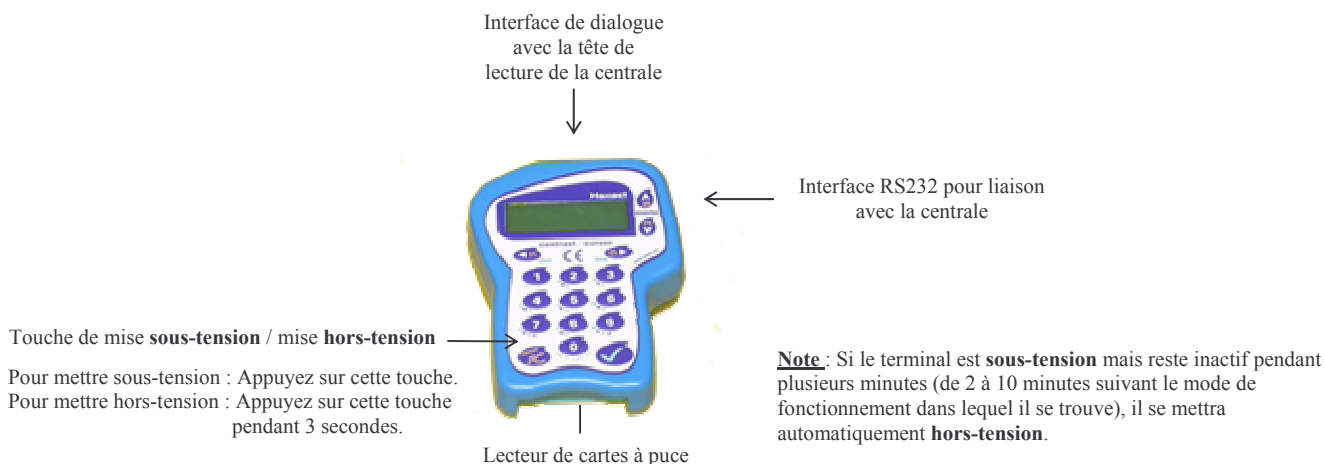 Interface de dialogue
avec la tête de
lecture de la centrale
Interface RS232 pour liaison
avec la centrale
contrast - cursor
CE
1 2 3
4 5 6
7 8 9
0
Touche de mise sous-tension / mise hors-tension
Pour mettre sous-tension : Appuyez sur cette touche.
Pour mettre hors-tension : Appuyez sur cette touche
pendant 3 secondes.
Note : Si le terminal est sous-tension mais reste inactif pendant
plusieurs minutes (de 2 à 10 minutes suivant le mode de
fonctionnement dans lequel il se trouve), il se mettra
automatiquement hors-tension.
Lecteur de cartes à puce